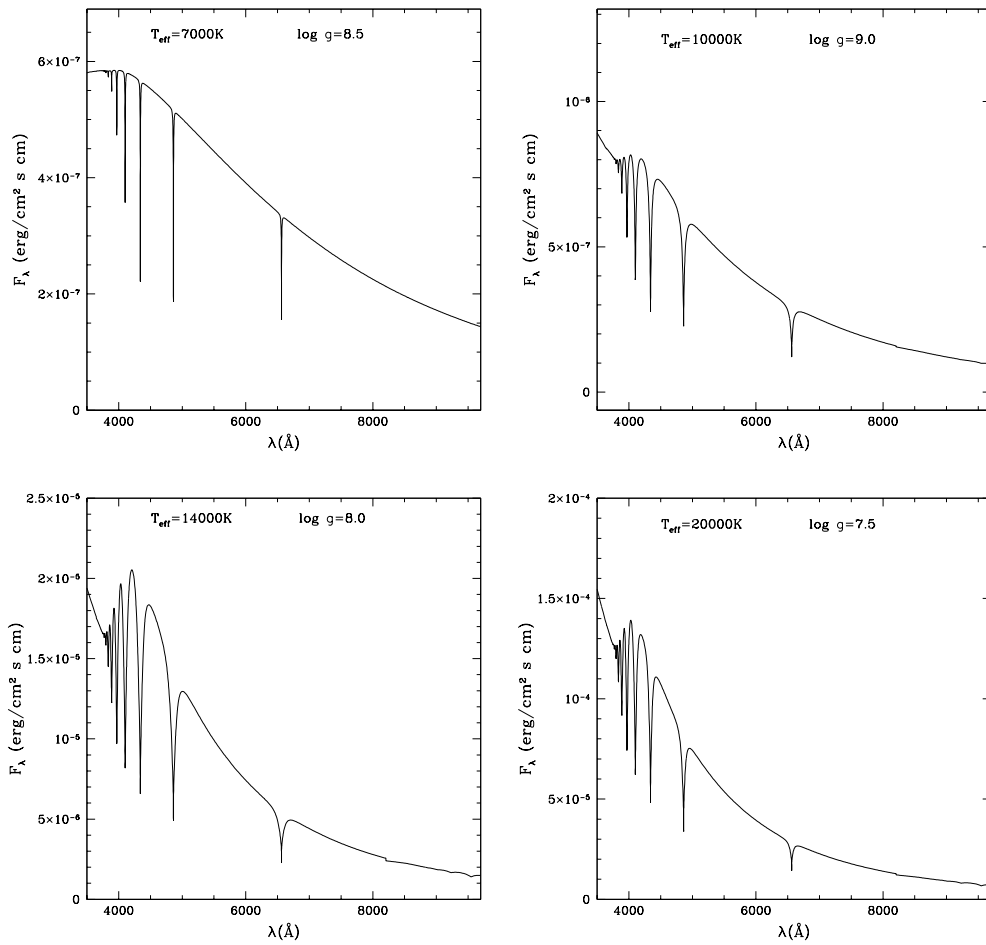 T_eff=7000K log g=8.5
6×10⁻⁷
4×10⁻⁷
2×10⁻⁷
0
F_λ (erg/cm² s cm)
4000 6000 8000
λ(Å)
T_eff=10000K log g=9.0
10⁻⁶
5×10⁻⁷
0
F_λ (erg/cm² s cm)
4000 6000 8000
λ(Å)
T_eff=14000K log g=8.0
2.5×10⁻⁵
2×10⁻⁵
1.5×10⁻⁵
10⁻⁵
5×10⁻⁶
0
F_λ (erg/cm² s cm)
4000 6000 8000
λ(Å)
T_eff=20000K log g=7.5
2×10⁻⁴
1.5×10⁻⁴
10⁻⁴
5×10⁻⁵
0
F_λ (erg/cm² s cm)
4000 6000 8000
λ(Å)